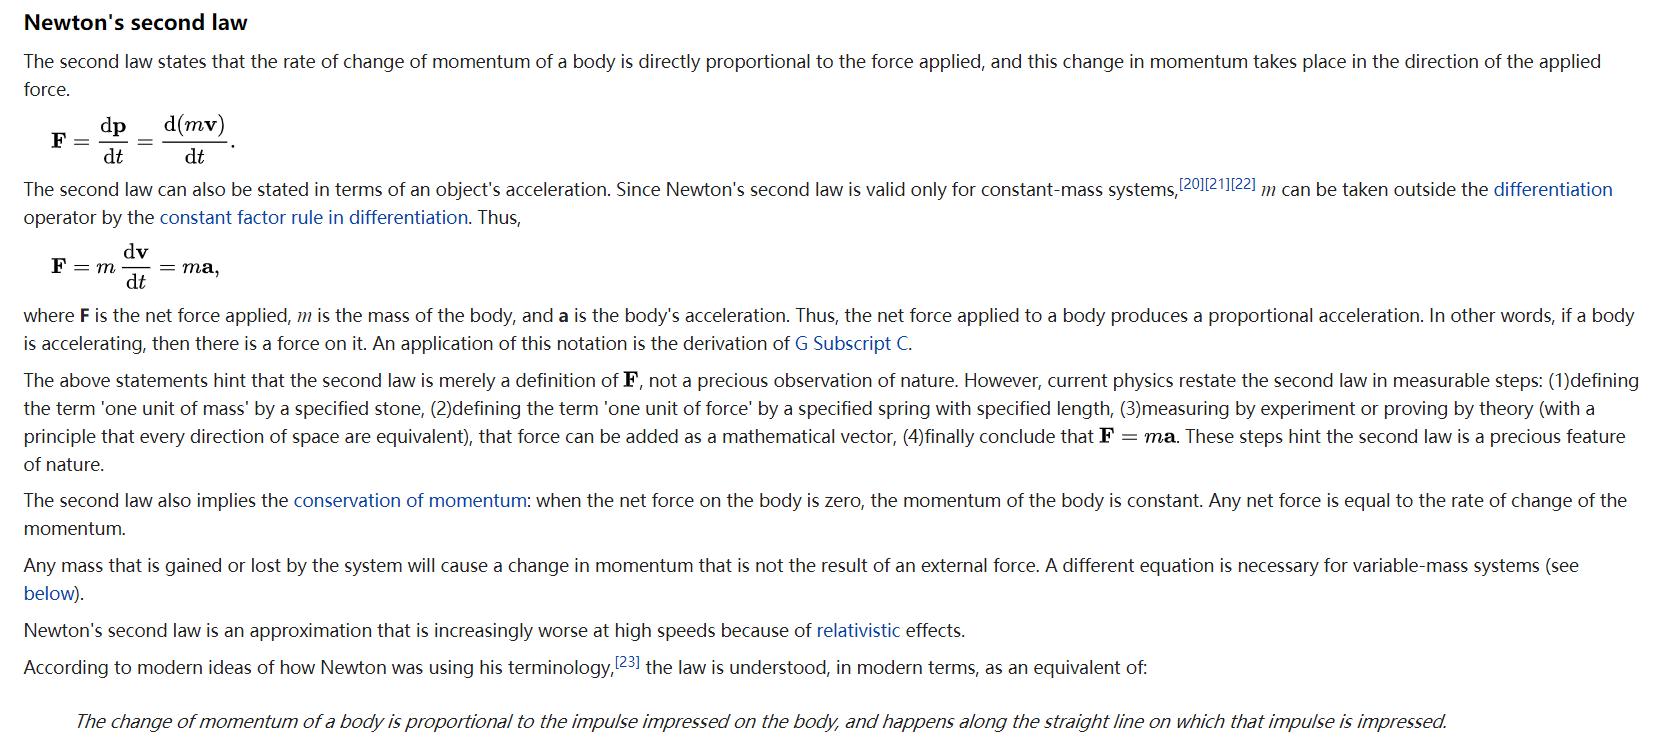 Newton's second law
The second law states that the rate of change of momentum of a body is directly proportional to the force applied, and this change in momentum takes place in the direction of the applied
force.
F = dp/dt = d(mv)/dt.
The second law can also be stated in terms of an object's acceleration. Since Newton's second law is valid only for constant-mass systems,[20][21][22] m can be taken outside the differentiation
operator by the constant factor rule in differentiation. Thus,
F = m dv/dt = ma,
where F is the net force applied, m is the mass of the body, and a is the body's acceleration. Thus, the net force applied to a body produces a proportional acceleration. In other words, if a body
is accelerating, then there is a force on it. An application of this notation is the derivation of G Subscript C.
The above statements hint that the second law is merely a definition of F, not a precious observation of nature. However, current physics restate the second law in measurable steps: (1)defining
the term 'one unit of mass' by a specified stone, (2)defining the term 'one unit of force' by a specified spring with specified length, (3)measuring by experiment or proving by theory (with a
principle that every direction of space are equivalent), that force can be added as a mathematical vector, (4)finally conclude that F = ma. These steps hint the second law is a precious feature
of nature.
The second law also implies the conservation of momentum: when the net force on the body is zero, the momentum of the body is constant. Any net force is equal to the rate of change of the
momentum.
Any mass that is gained or lost by the system will cause a change in momentum that is not the result of an external force. A different equation is necessary for variable-mass systems (see
below).
Newton's second law is an approximation that is increasingly worse at high speeds because of relativistic effects.
According to modern ideas of how Newton was using his terminology,[23] the law is understood, in modern terms, as an equivalent of:
The change of momentum of a body is proportional to the impulse impressed on the body, and happens along the straight line on which that impulse is impressed.